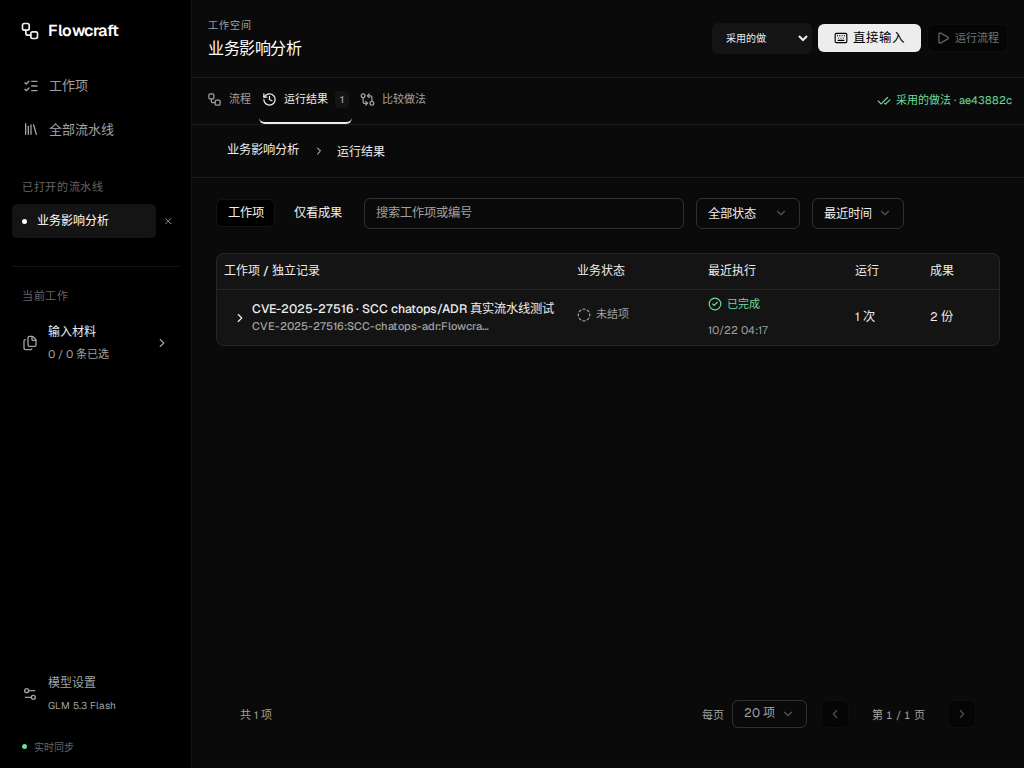 Flowcraft
工作项
全部流水线
已打开的流水线
业务影响分析
当前工作
输入材料
0 / 0 条已选
模型设置
GLM 5.3 Flash
实时同步
工作空间
业务影响分析
采用的做
直接输入
运行流程
流程
运行结果 1
比较做法
采用的做法 · ae43882c
业务影响分析
运行结果
工作项
仅看成果
搜索工作项或编号
全部状态
最近时间
工作项 / 独立记录
业务状态
最近执行
运行
成果
CVE-2025-27516 · SCC chatops/ADR 真实流水线测试
CVE-2025-27516:SCC-chatops-adr:Flowcra...
未结项
已完成
10/22 04:17
1 次
2 份
共 1 项
每页
20 项
第 1 / 1 页